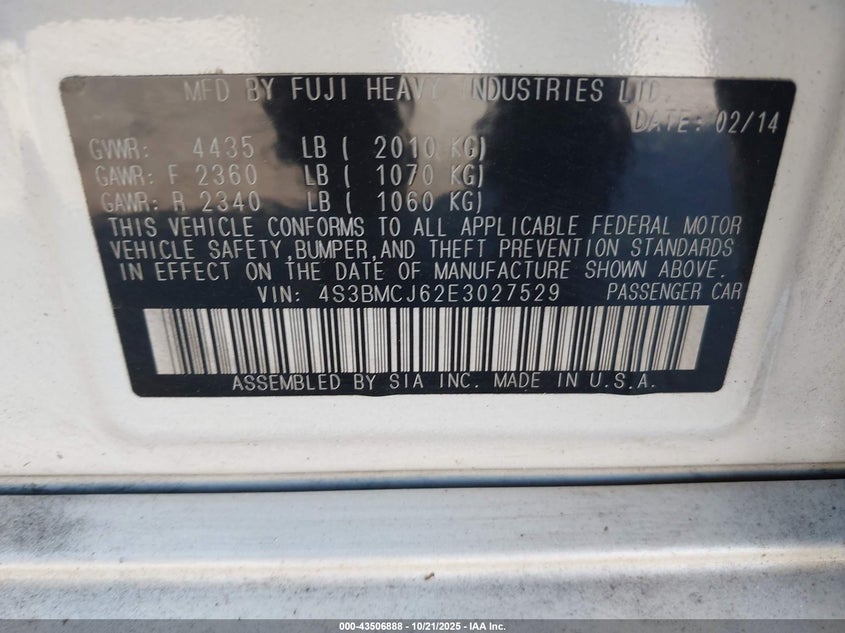 MFD BY FUJI HEAVY INDUSTRIES LTD.
DATE: 02/14
GVWR: 4435 LB ( 2010 KG)
GAWR: F 2360 LB ( 1070 KG)
GAWR: R 2340 LB ( 1060 KG)
THIS VEHICLE CONFORMS TO ALL APPLICABLE FEDERAL MOTOR
VEHICLE SAFETY,BUMPER,AND THEFT PREVENTION STANDARDS
IN EFFECT ON THE DATE OF MANUFACTURE SHOWN ABOVE.
VIN: 4S3BMCJ62E3027529 PASSENGER CAR
ASSEMBLED BY SIA INC. MADE IN U.S.A.
000-43506888 - 10/21/2025 - IAA Inc.